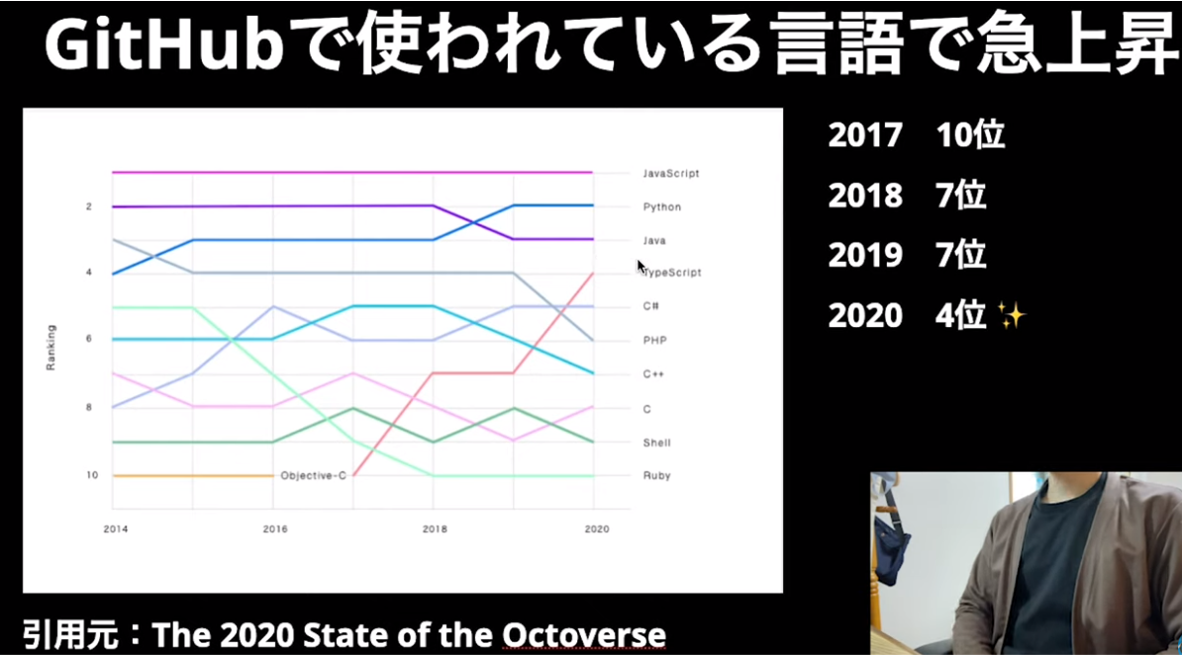 GitHubで使われている言語で急上昇
2017 10位
2018 7位
2019 7位
2020 4位✨
Ranking
2
4
6
8
10
JavaScript
Python
Java
TypeScript
C#
PHP
C++
C
Shell
Ruby
Objective-C
2014 2016 2018 2020
引用元：The 2020 State of the Octoverse